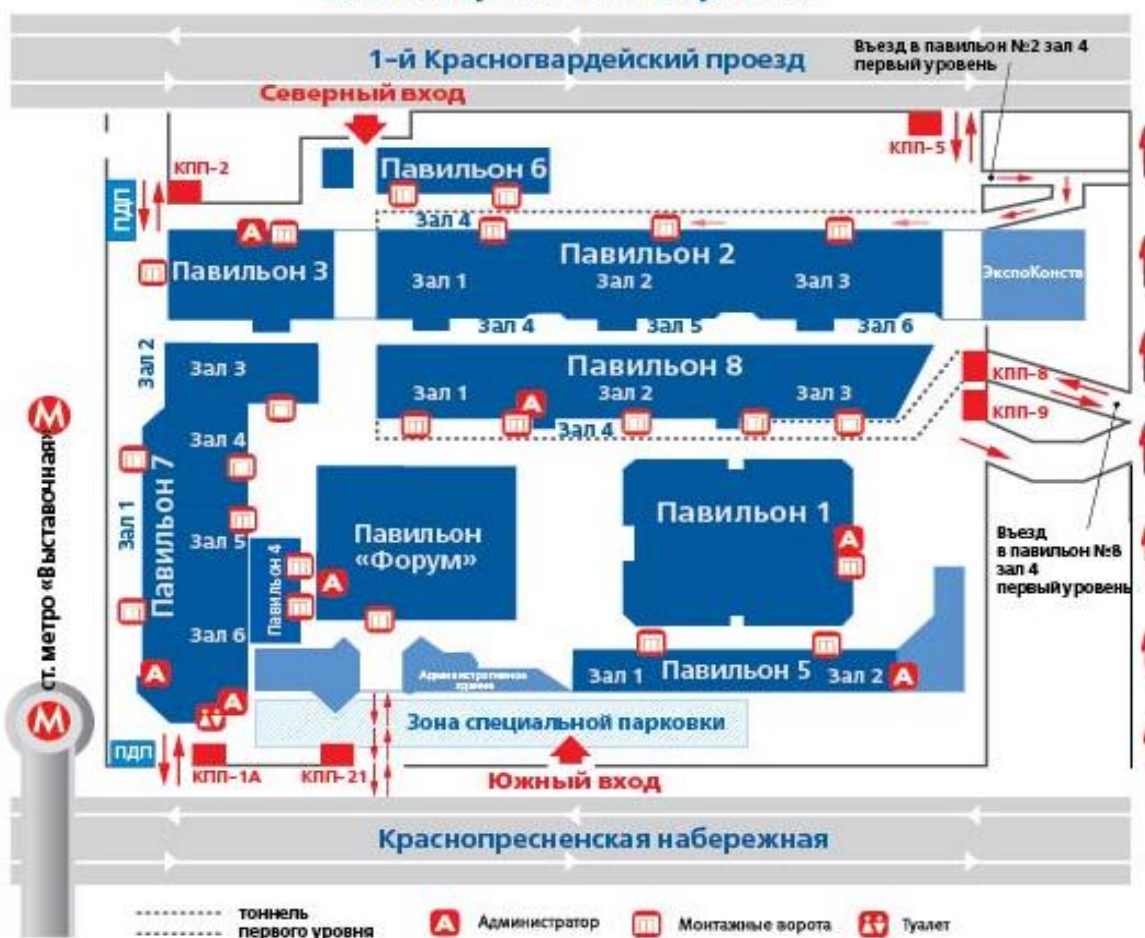 1-й Красногвардейский проезд
Въезд в павильон №2 зал 4
первый уровень
Северный вход
КПП-5
КПП-2
Павильон 6
ПДП
Зал 4
Павильон 3
Павильон 2
Зал 1
Зал 2
Зал 3
ЭкспоКонста
Зал 4
Зал 5
Зал 6
Зал 2
Зал 3
Павильон 8
Зал 1
Зал 2
Зал 3
КПП-8
КПП-9
Зал 4
М
ст. метро «Выставочная»
М
Зал 4
Зал 1
Павильон 7
Зал 5
Зал 6
Павильон 4
Павильон
«Форум»
Павильон 1
Въезд
в павильон №8
зал 4
первый уровень
Административное
здание
Зал 1
Павильон 5
Зал 2
Зона специальной парковки
ПДП
КПП-1А
КПП-21
Южный вход
Краснопресненская набережная
тоннель
первого уровня
А Администратор
Монтажные ворота
Туалет